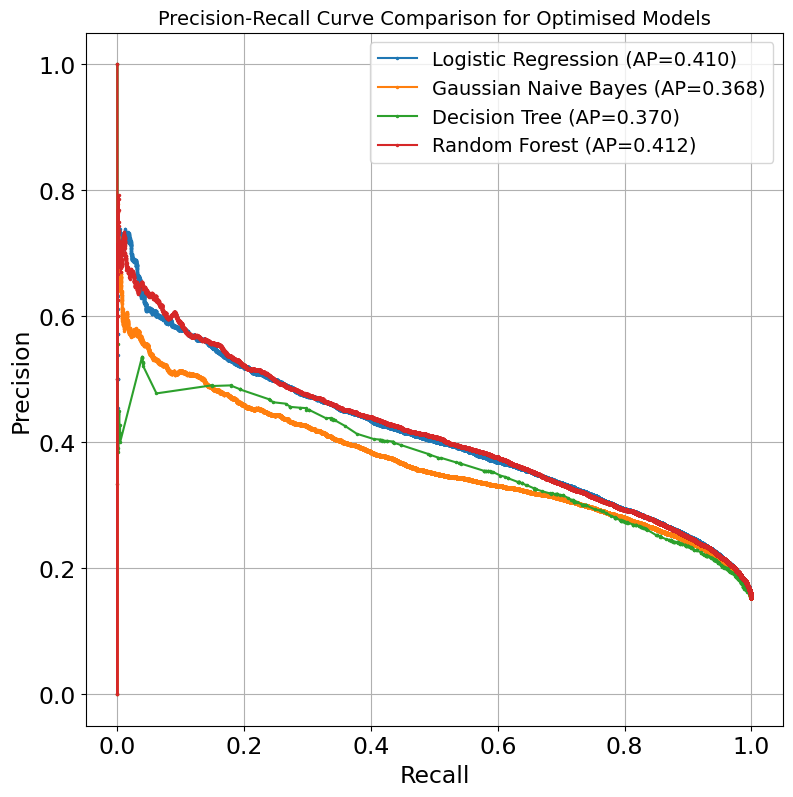 Precision-Recall Curve Comparison for Optimised Models
Logistic Regression (AP=0.410)
Gaussian Naive Bayes (AP=0.368)
Decision Tree (AP=0.370)
Random Forest (AP=0.412)
1.0
0.8
0.6
0.4
0.2
0.0
Precision
0.0 0.2 0.4 0.6 0.8 1.0
Recall